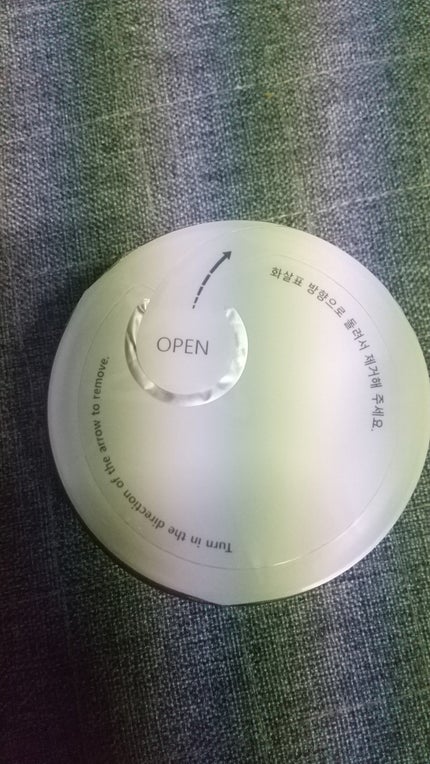 OPEN
화살표 방향으로 돌려서 제거해 주세요.
Turn in the direction of the arrow to remove.